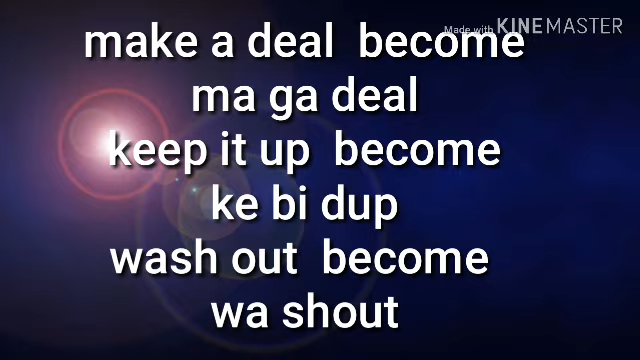 Made with KINEMASTER
make a deal become
ma ga deal
keep it up become
ke bi dup
wash out become
wa shout